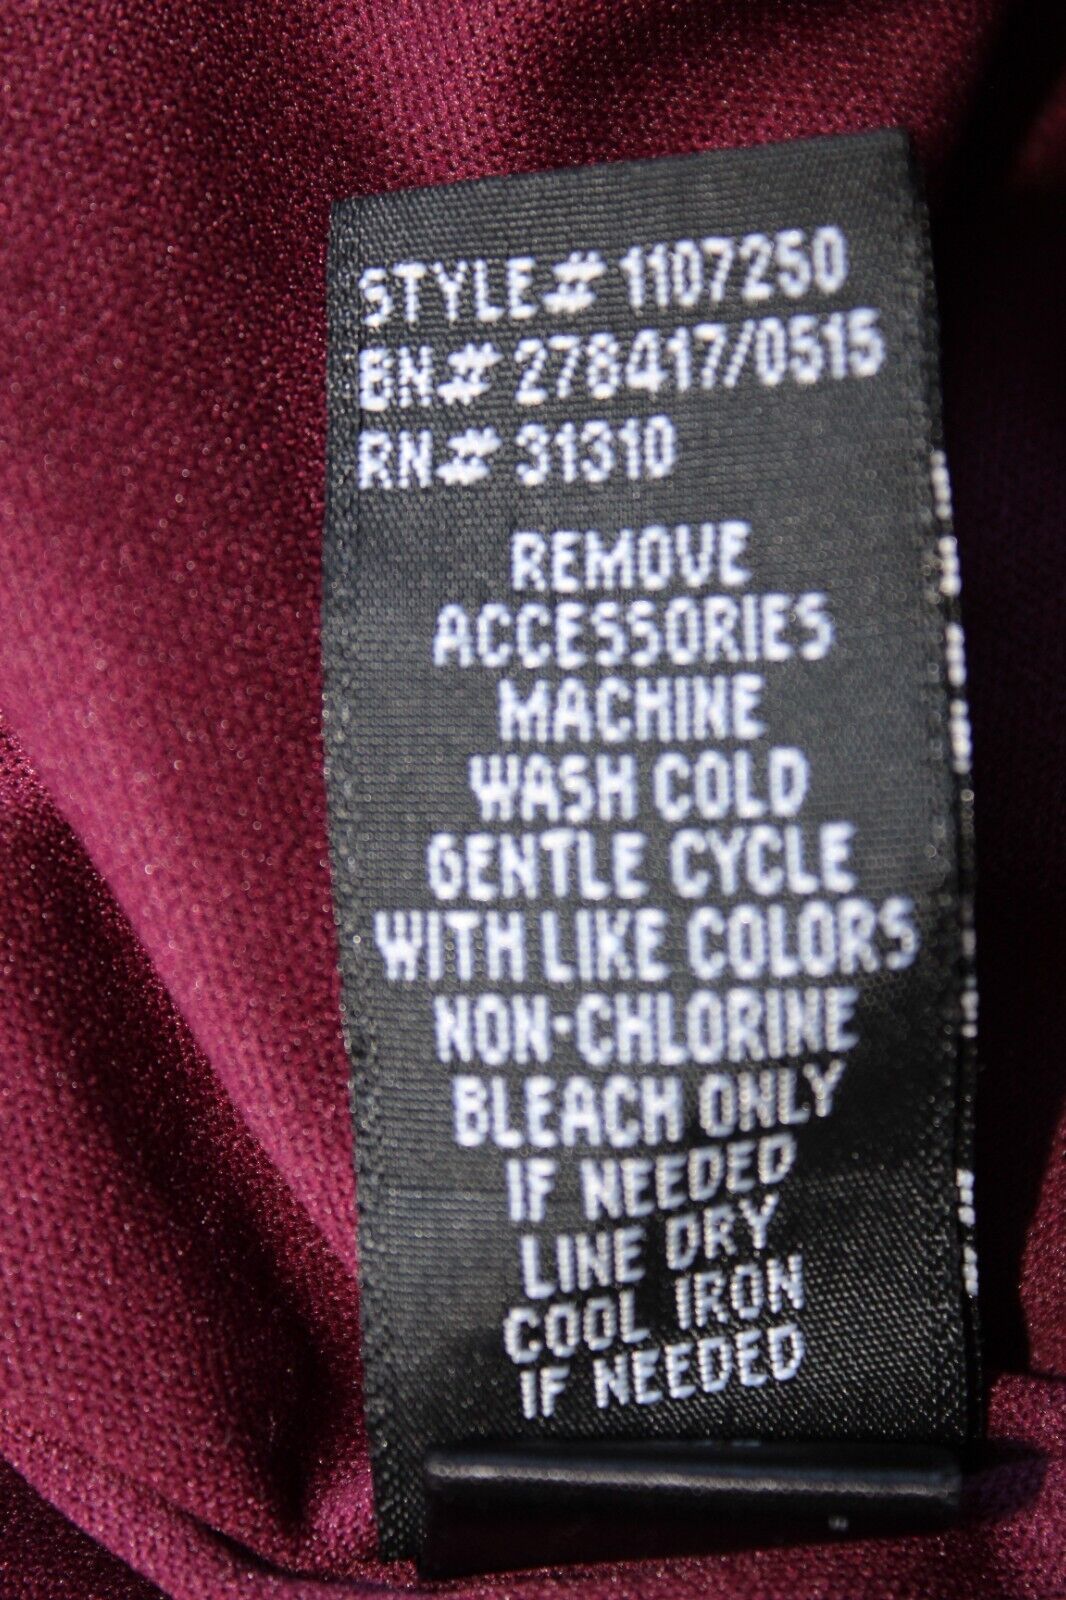 STYLE# 1107250
BN# 278417/0515
RN# 31310
REMOVE
ACCESSORIES
MACHINE
WASH COLD
GENTLE CYCLE
WITH LIKE COLORS
NON-CHLORINE
BLEACH ONLY
IF NEEDED
LINE DRY
COOL IRON
IF NEEDED